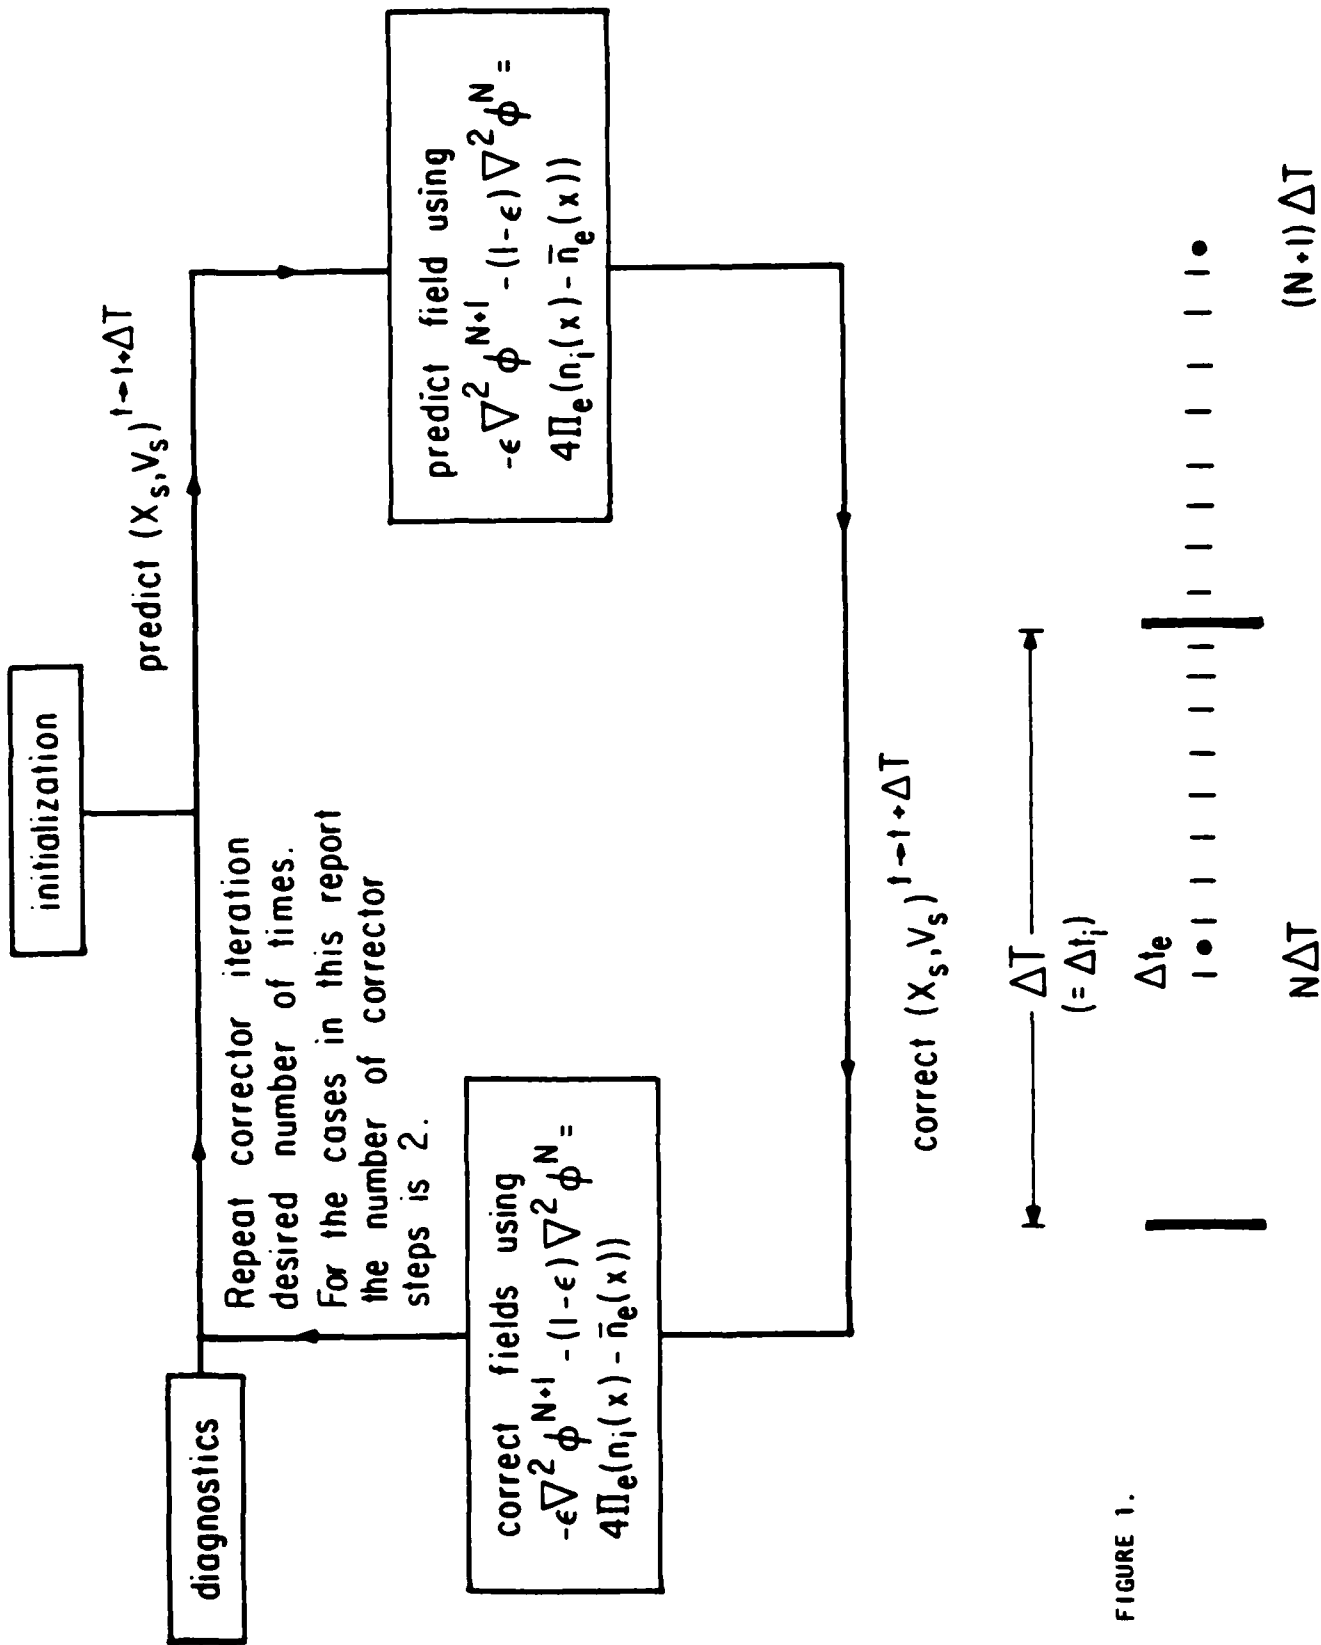 initialization
predict (X_s,V_s)^{t→t+ΔT}
diagnostics
Repeat corrector iteration
desired number of times.
For the cases in this report
the number of corrector
steps is 2.
predict field using
-ϵ∇²ϕ^{N+1} -(1-ϵ)∇²ϕ^N =
4Π_e(n_i(x) - n̅_e(x))
correct fields using
-ϵ∇²ϕ^{N+1} -(1-ϵ)∇²ϕ^N =
4Π_e(n_i(x) - n̅_e(x))
correct (X_s,V_s)^{t→t+ΔT}
ΔT
(= Δt_i)
Δt_e
NΔT
(N+1)ΔT
FIGURE 1.